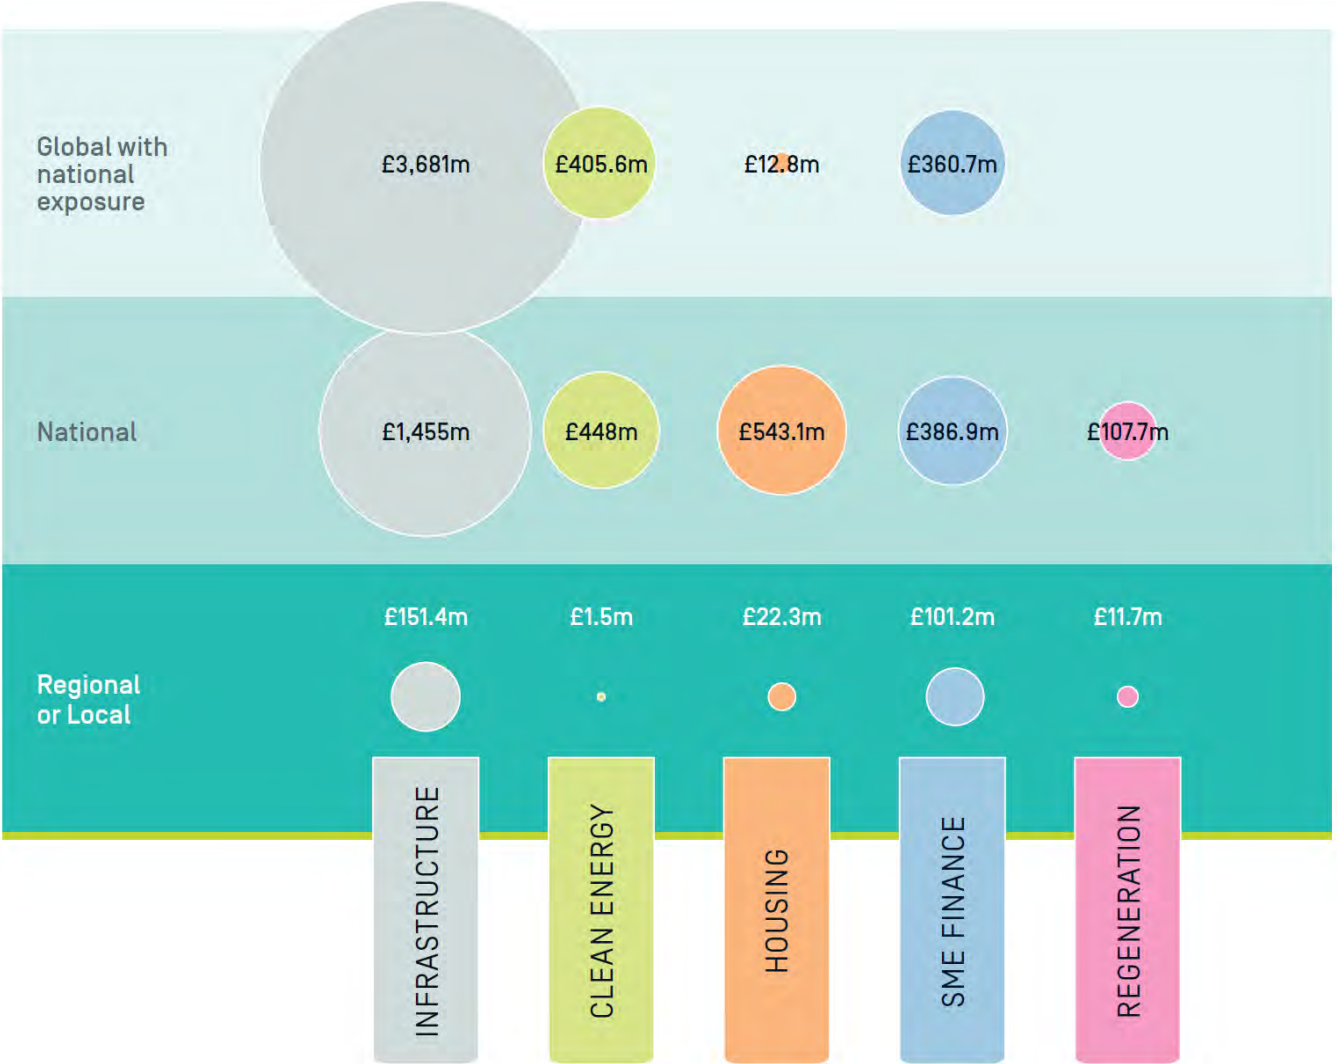 Global with
national
exposure
£3,681m
£405.6m
£12.8m
£360.7m
National
£1,455m
£448m
£543.1m
£386.9m
£107.7m
Regional
or Local
£151.4m
£1.5m
£22.3m
£101.2m
£11.7m
INFRASTRUCTURE
CLEAN ENERGY
HOUSING
SME FINANCE
REGENERATION